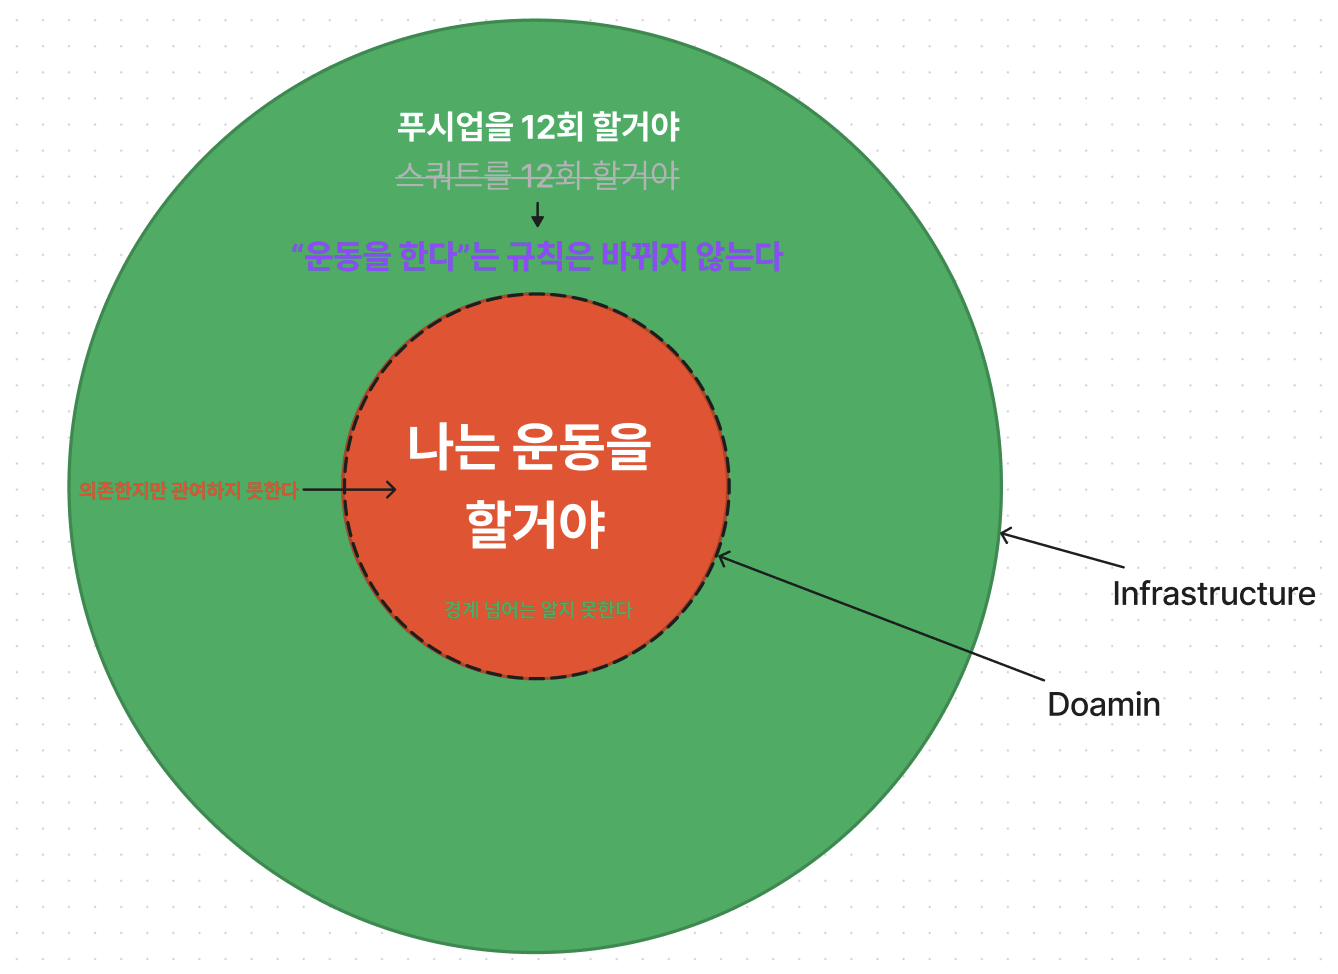 푸시업을 12회 할거야
스쿼트를 12회 할거야
“운동을 한다”는 규칙은 바뀌지 않는다
나는 운동을
할거야
의존한지만 관여하지 못한다
경계 넘어는 알지 못한다
Infrastructure
Doamin